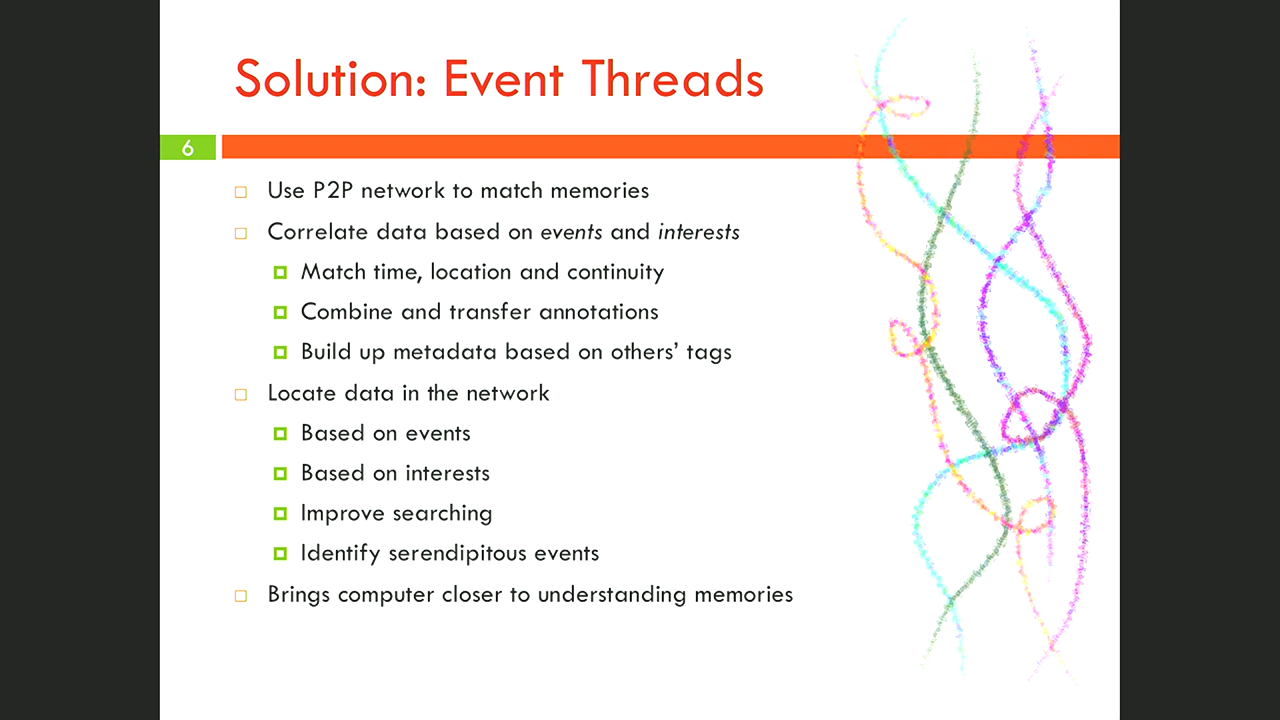 Solution: Event Threads
6
Use P2P network to match memories
Correlate data based on events and interests
Match time, location and continuity
Combine and transfer annotations
Build up metadata based on others’ tags
Locate data in the network
Based on events
Based on interests
Improve searching
Identify serendipitous events
Brings computer closer to understanding memories